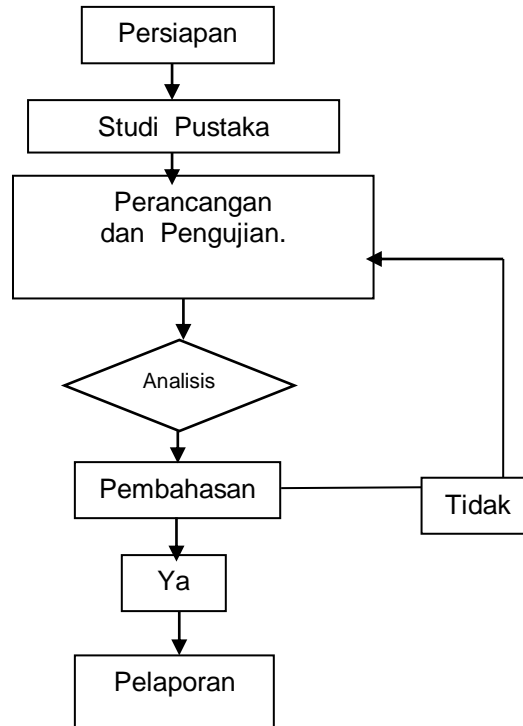 Persiapan
Studi Pustaka
Perancangan
dan Pengujian.
Analisis
Pembahasan
Tidak
Ya
Pelaporan